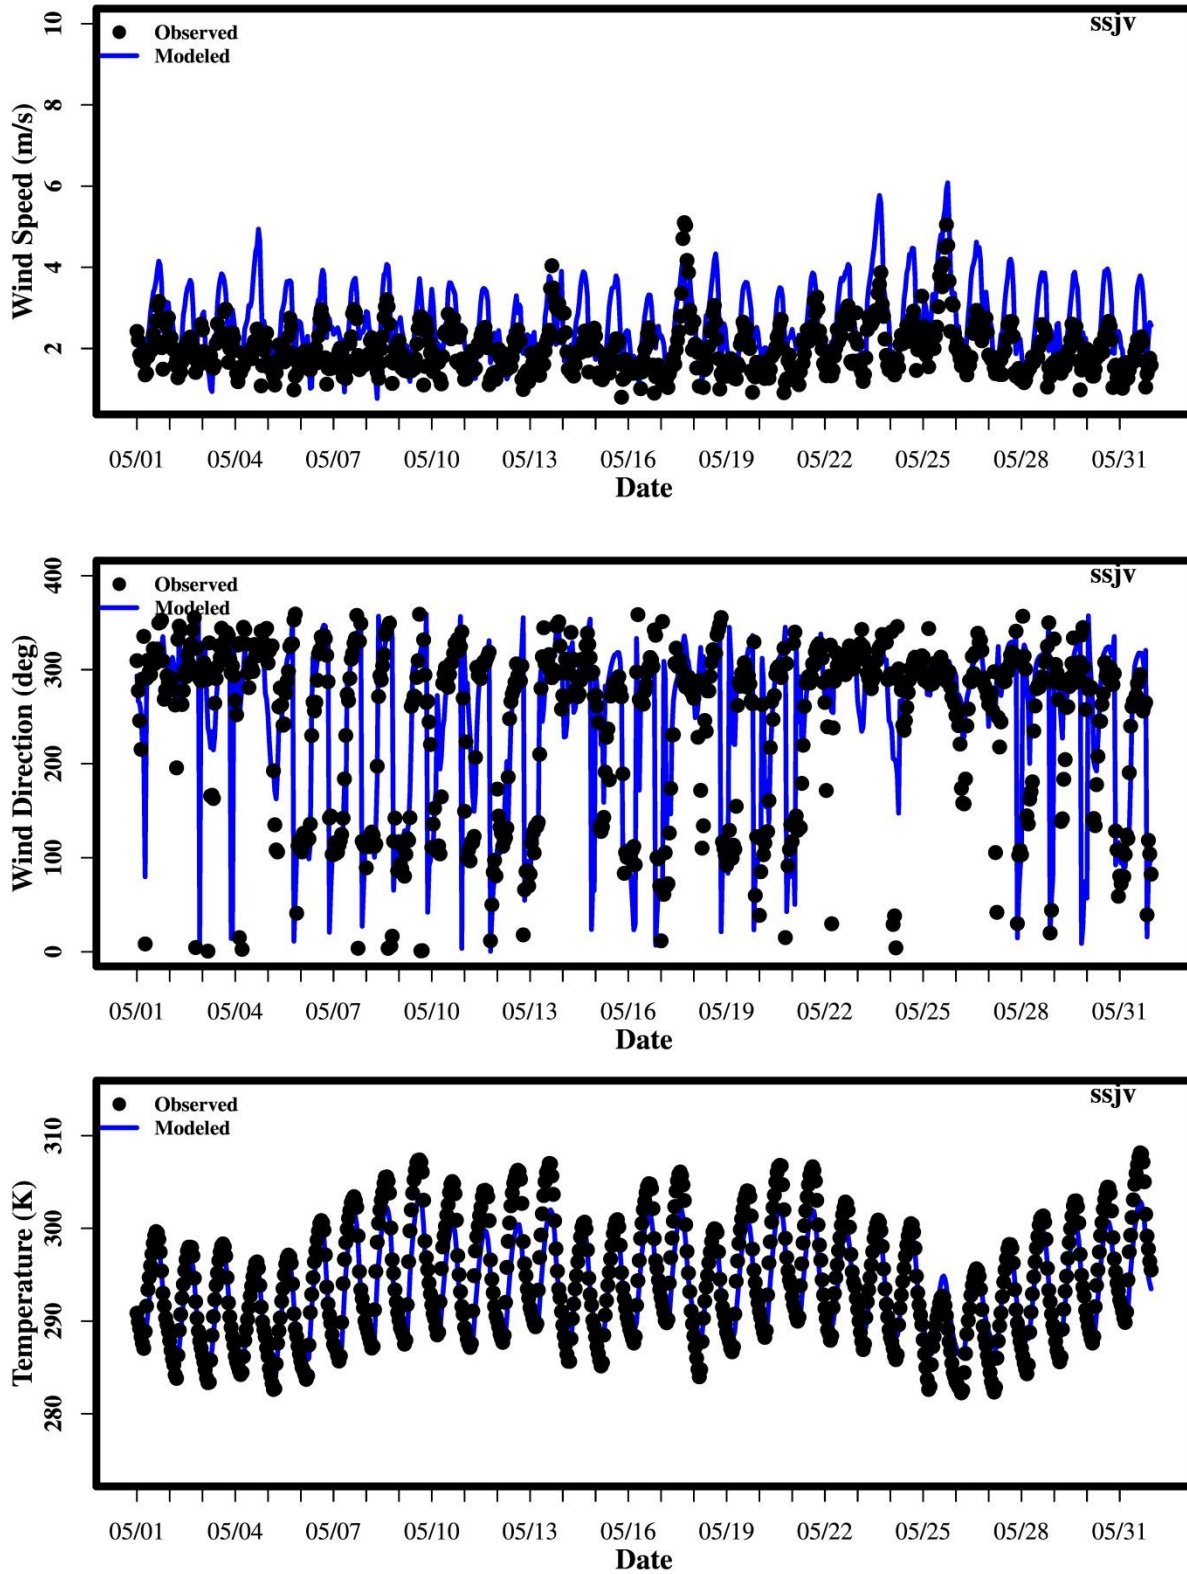 ssjv
Observed
Modeled
Wind Speed (m/s)
10
8
6
4
2
05/01 05/04 05/07 05/10 05/13 05/16 05/19 05/22 05/25 05/28 05/31
Date
ssjv
Observed
Modeled
Wind Direction (deg)
400
300
200
100
0
05/01 05/04 05/07 05/10 05/13 05/16 05/19 05/22 05/25 05/28 05/31
Date
ssjv
Observed
Modeled
Temperature (K)
310
300
290
280
05/01 05/04 05/07 05/10 05/13 05/16 05/19 05/22 05/25 05/28 05/31
Date